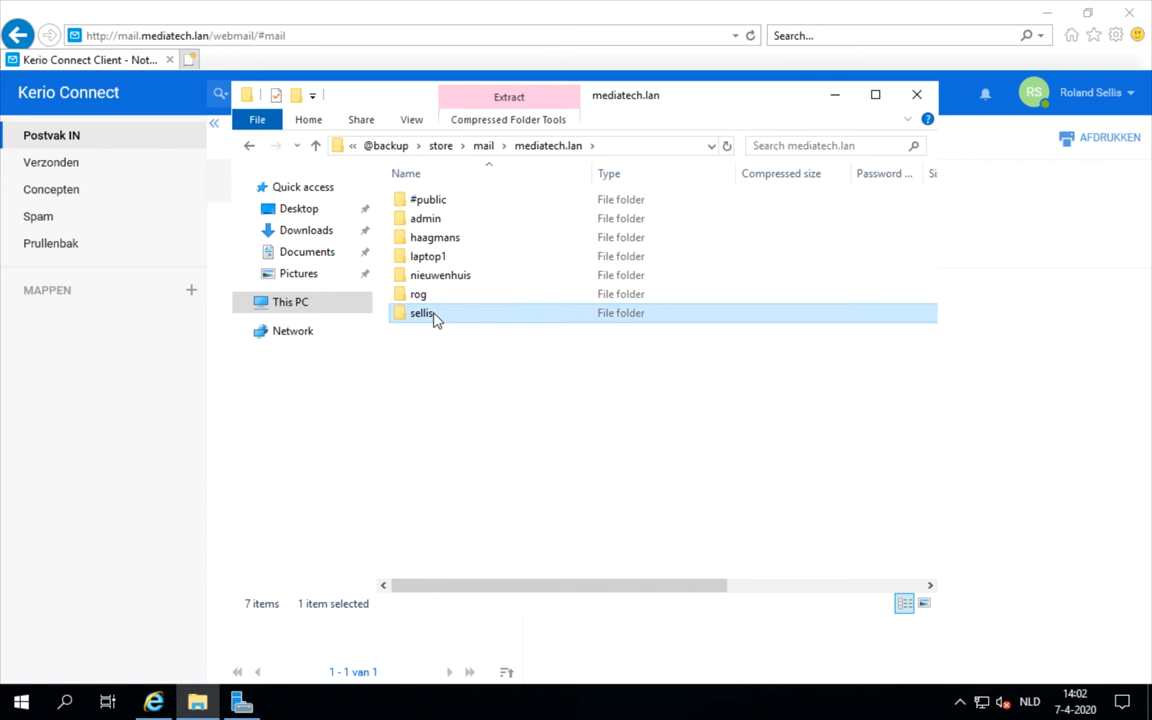 http://mail.mediatech.lan/webmail/#mail
Search...
Kerio Connect Client - Not...
Kerio Connect
Roland Sellis
RS
AFDRUKKEN
Postvak IN
Verzonden
Concepten
Spam
Prullenbak
MAPPEN
Extract
mediatech.lan
File
Home
Share
View
Compressed Folder Tools
@backup
store
mail
mediatech.lan
Search mediatech.lan
Name
Type
Compressed size
Password ...
Si
Quick access
Desktop
Downloads
Documents
Pictures
This PC
Network
#public File folder
admin File folder
haagmans File folder
laptop1 File folder
nieuwenhuis File folder
rog File folder
sellis File folder
7 items 1 item selected
1 - 1 van 1
NLD
14:02
7-4-2020